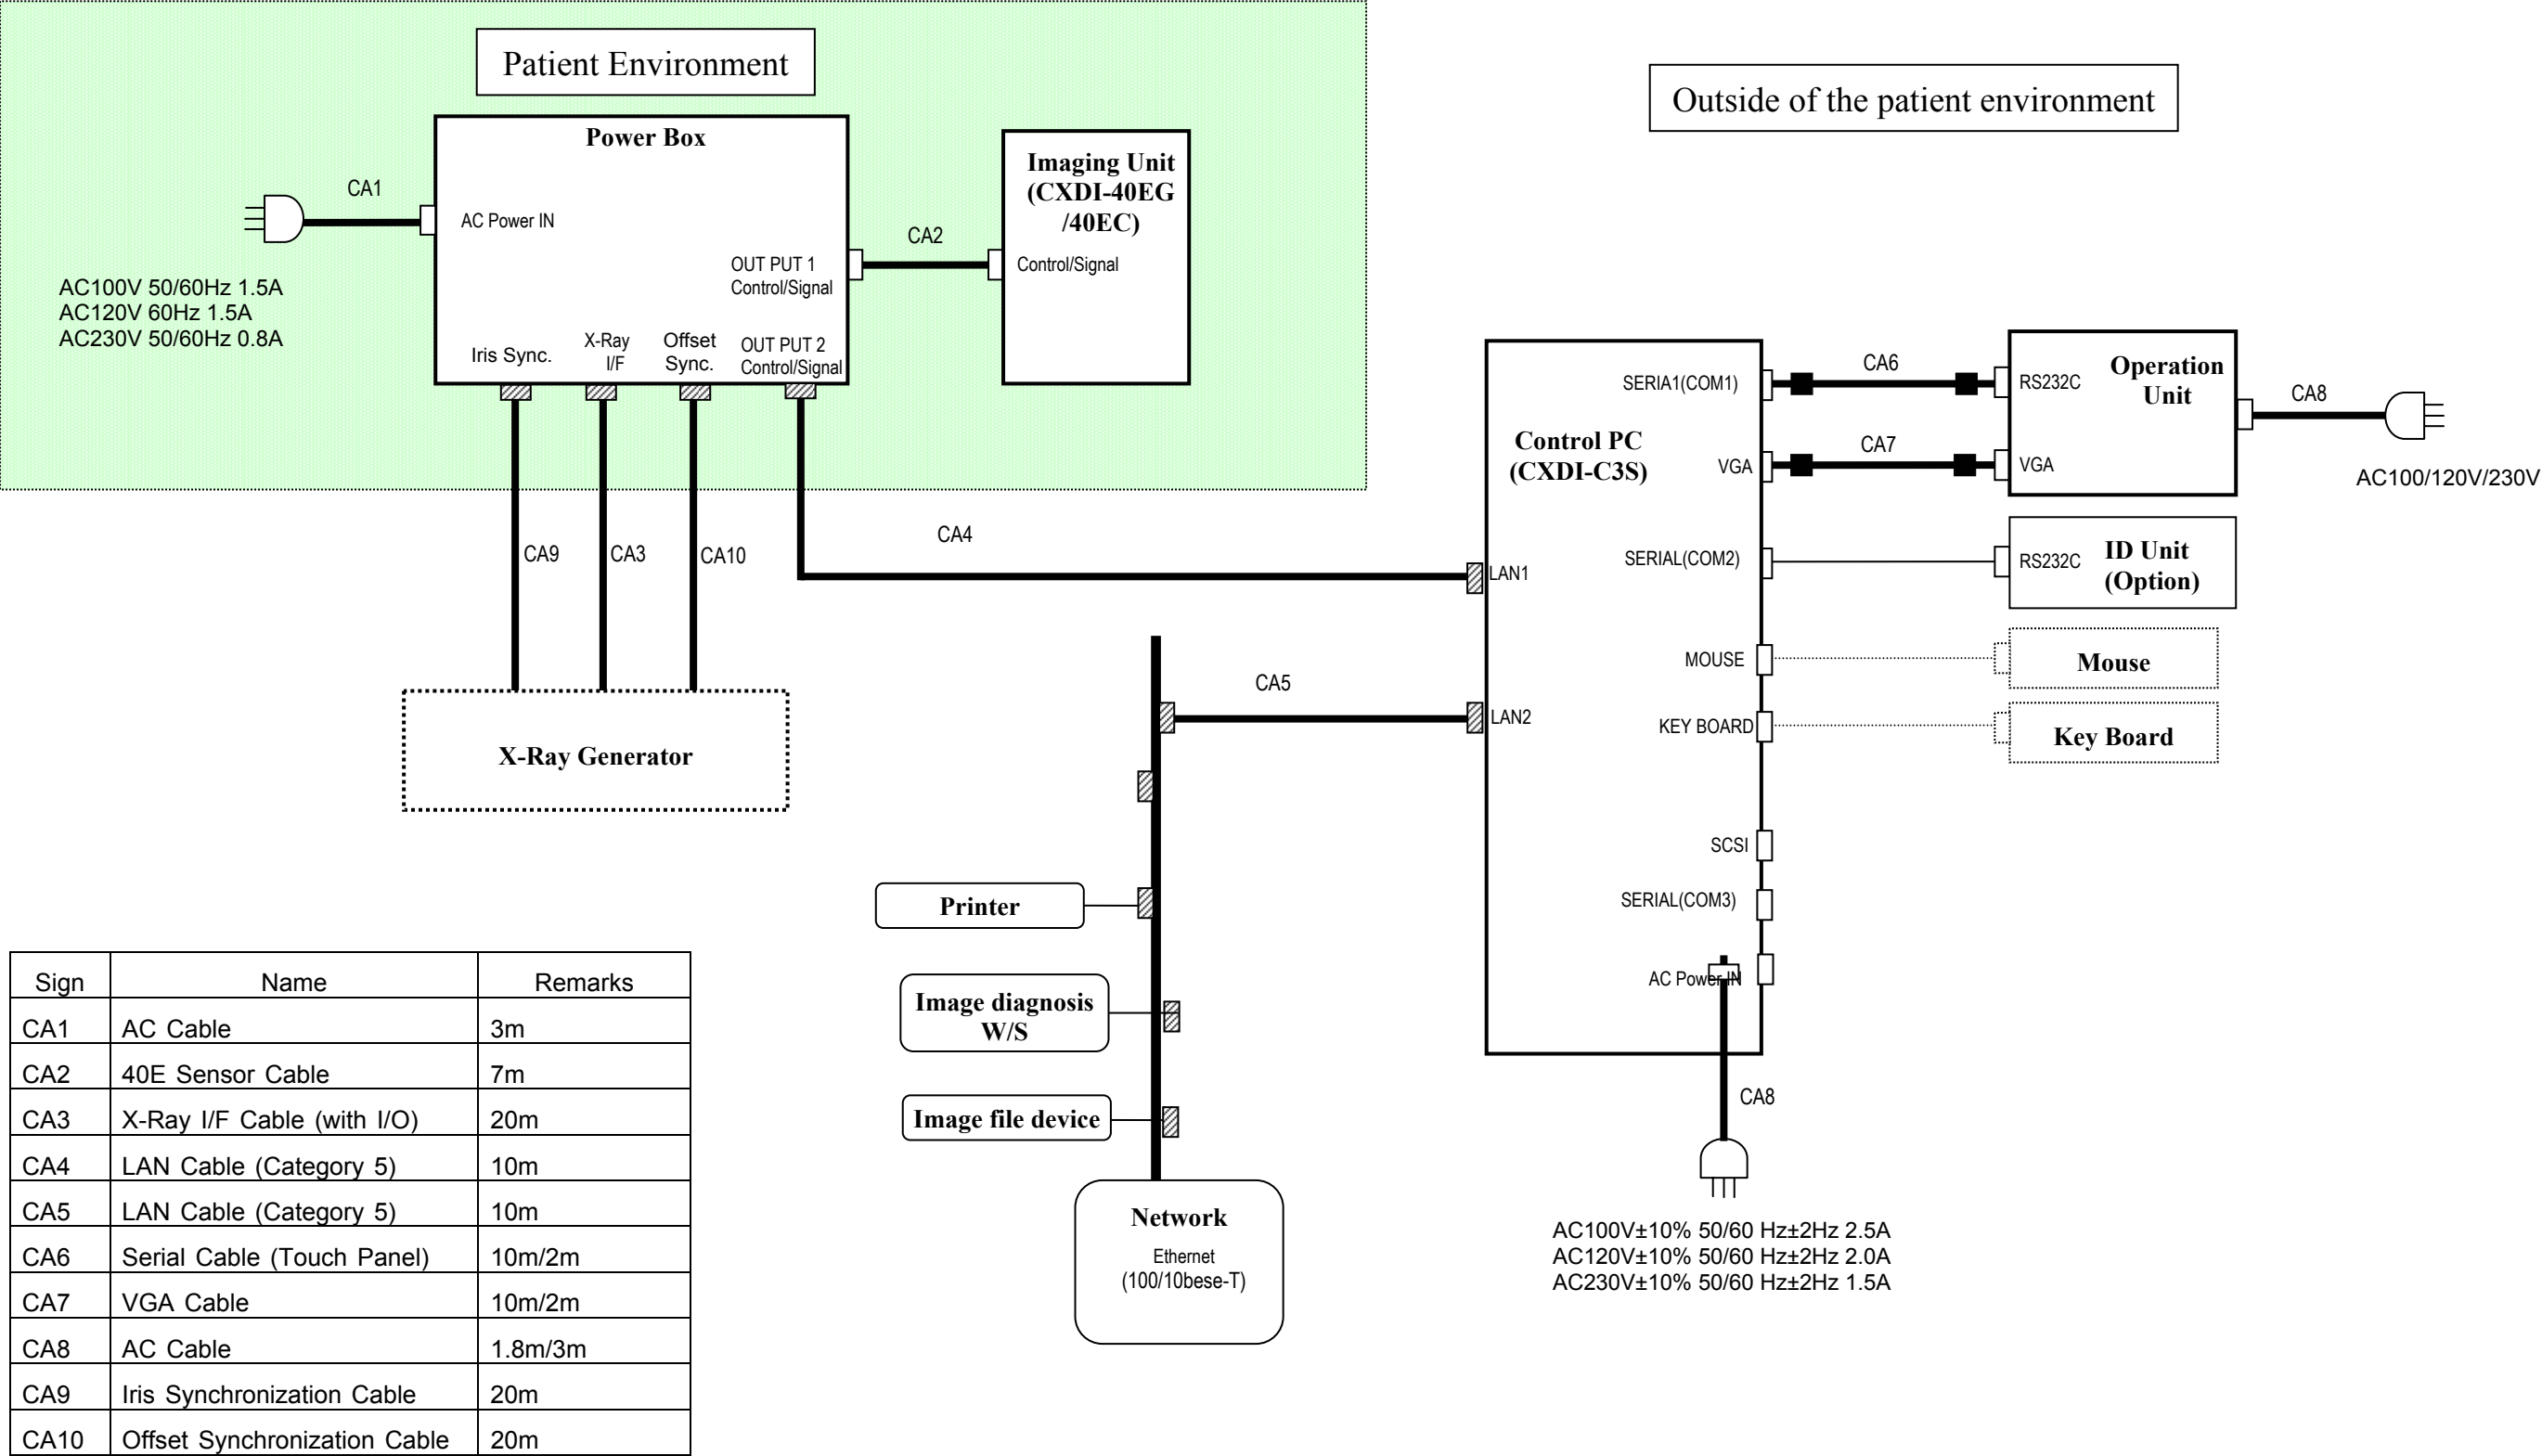 Patient Environment
Outside of the patient environment
Power Box
CA1
AC Power IN
AC100V 50/60Hz 1.5A
AC120V 60Hz 1.5A
AC230V 50/60Hz 0.8A
OUT PUT 1
Control/Signal
Iris Sync.
X-Ray
I/F
Offset
Sync.
OUT PUT 2
Control/Signal
CA2
Imaging Unit
(CXDI-40EG
/40EC)
Control/Signal
CA9
CA3
CA10
CA4
X-Ray Generator
Control PC
(CXDI-C3S)
LAN1
LAN2
SERIA1(COM1)
VGA
SERIAL(COM2)
MOUSE
KEY BOARD
SCSI
SERIAL(COM3)
AC Power IN
CA6
CA7
RS232C
VGA
Operation
Unit
CA8
AC100/120V/230V
RS232C
ID Unit
(Option)
Mouse
Key Board
CA5
Printer
Image diagnosis
W/S
Image file device
Network
Ethernet
(100/10bese-T)
CA8
AC100V±10% 50/60 Hz±2Hz 2.5A
AC120V±10% 50/60 Hz±2Hz 2.0A
AC230V±10% 50/60 Hz±2Hz 1.5A
Sign Name Remarks
CA1 AC Cable 3m
CA2 40E Sensor Cable 7m
CA3 X-Ray I/F Cable (with I/O) 20m
CA4 LAN Cable (Category 5) 10m
CA5 LAN Cable (Category 5) 10m
CA6 Serial Cable (Touch Panel) 10m/2m
CA7 VGA Cable 10m/2m
CA8 AC Cable 1.8m/3m
CA9 Iris Synchronization Cable 20m
CA10 Offset Synchronization Cable 20m